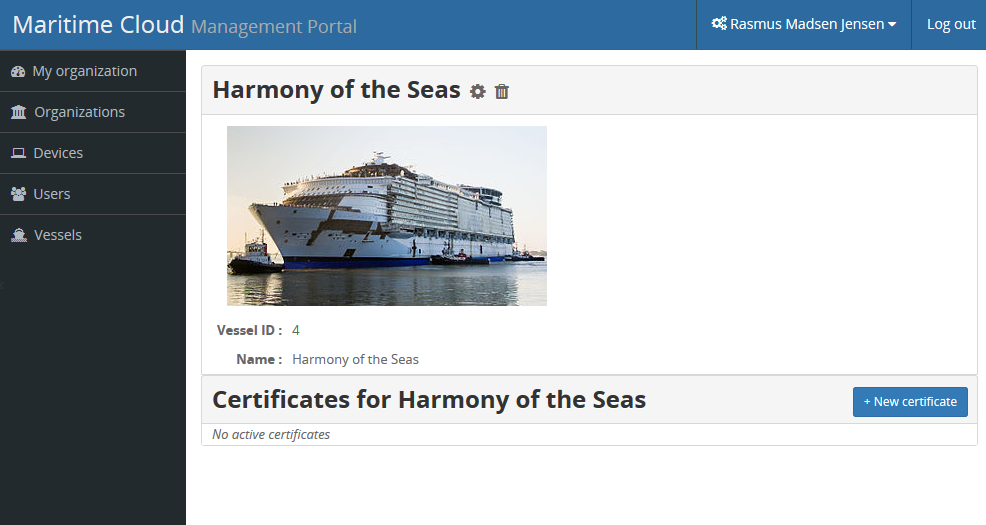 Maritime Cloud Management Portal
Rasmus Madsen Jensen
Log out
My organization
Organizations
Devices
Users
Vessels
Harmony of the Seas
Vessel ID : 4
Name : Harmony of the Seas
Certificates for Harmony of the Seas
+ New certificate
No active certificates